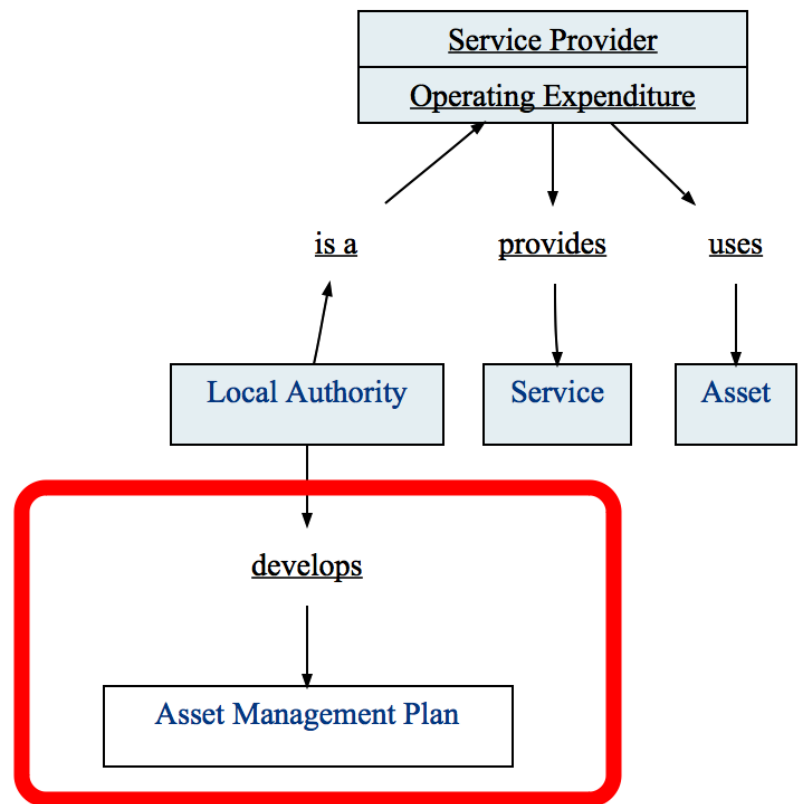 Service Provider
Operating Expenditure
is a
provides
uses
Local Authority
Service
Asset
develops
Asset Management Plan